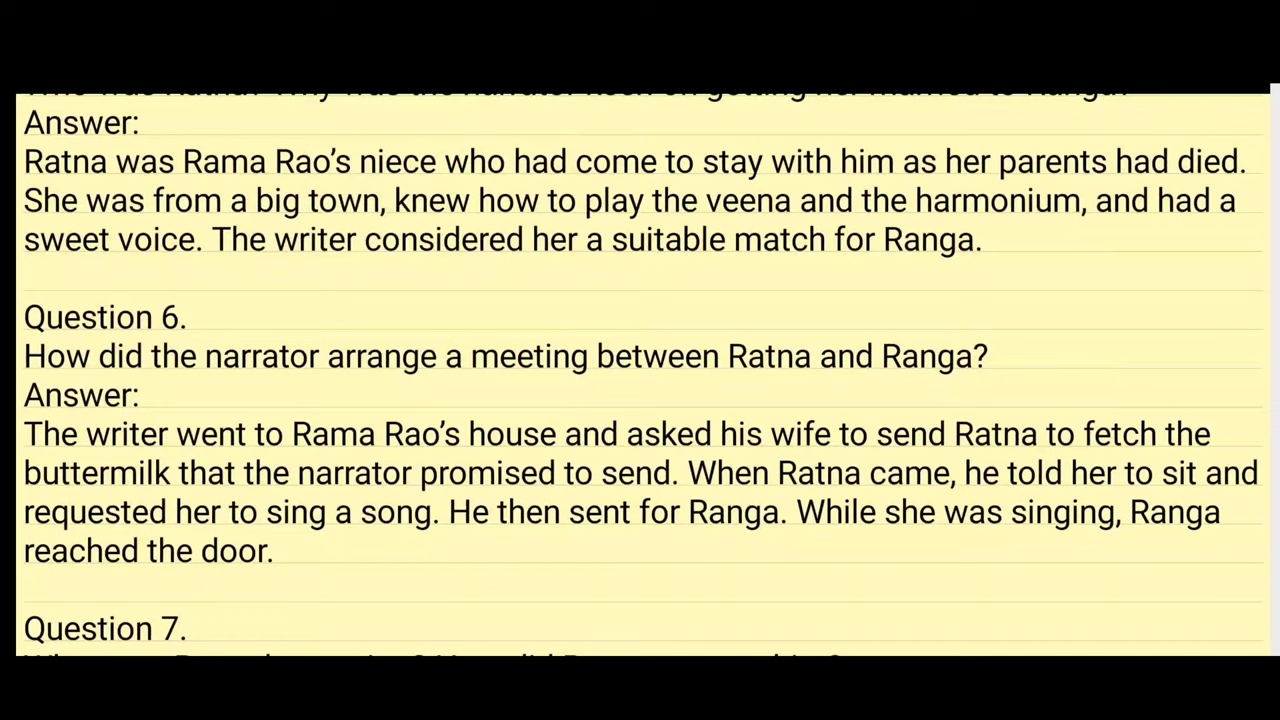 Answer:
Ratna was Rama Rao’s niece who had come to stay with him as her parents had died.
She was from a big town, knew how to play the veena and the harmonium, and had a
sweet voice. The writer considered her a suitable match for Ranga.
Question 6.
How did the narrator arrange a meeting between Ratna and Ranga?
Answer:
The writer went to Rama Rao’s house and asked his wife to send Ratna to fetch the
buttermilk that the narrator promised to send. When Ratna came, he told her to sit and
requested her to sing a song. He then sent for Ranga. While she was singing, Ranga
reached the door.
Question 7.